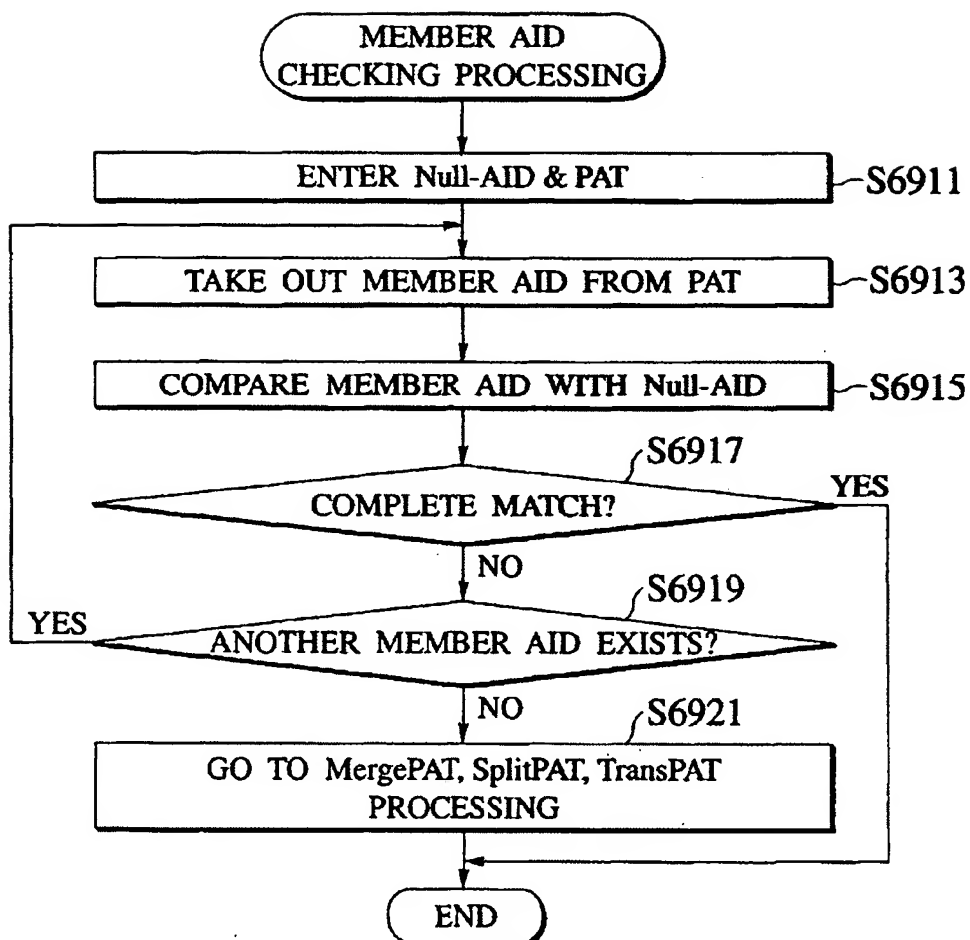 MEMBER AID
CHECKING PROCESSING
ENTER Null-AID & PAT
S6911
TAKE OUT MEMBER AID FROM PAT
S6913
COMPARE MEMBER AID WITH Null-AID
S6915
S6917
COMPLETE MATCH?
YES
NO
S6919
YES
ANOTHER MEMBER AID EXISTS?
NO
S6921
GO TO MergePAT, SplitPAT, TransPAT
PROCESSING
END